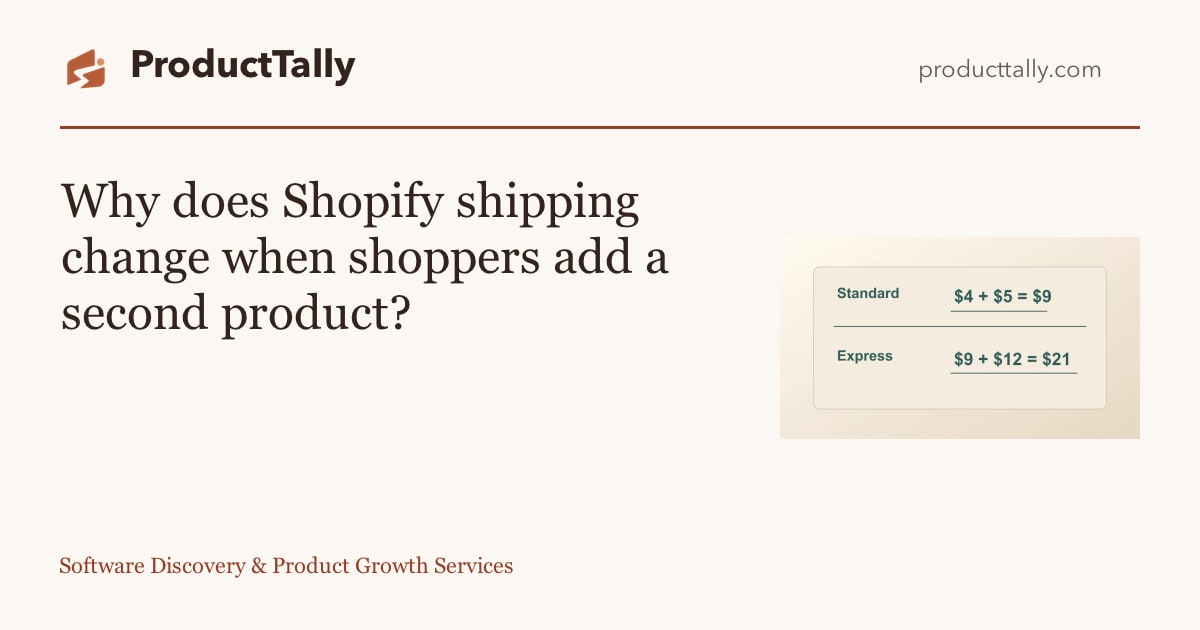 ProductTally
producttally.com
Why does Shopify shipping
change when shoppers add a
second product?
Standard
$4 + $5 = $9
Express
$9 + $12 = $21
Software Discovery & Product Growth Services